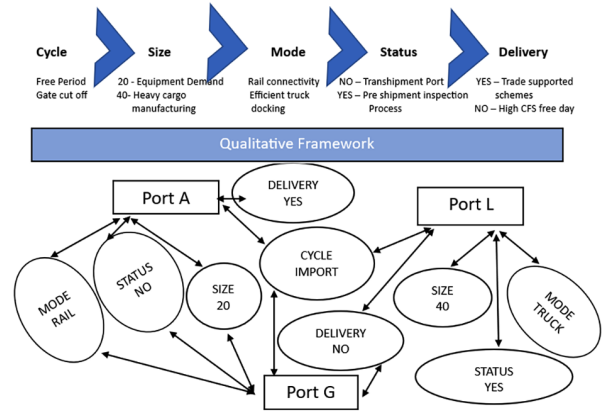 Cycle
Size
Mode
Status
Delivery
Free Period
Gate cut off
20 - Equipment Demand
40- Heavy cargo
manufacturing
Rail connectivity
Efficient truck
docking
NO – Transhipment Port
YES – Pre shipment inspection
Process
YES – Trade supported
schemes
NO – High CFS free day
Qualitative Framework
Port A
DELIVERY
YES
Port L
MODE
RAIL
STATUS
NO
SIZE
20
CYCLE
IMPORT
DELIVERY
NO
SIZE
40
MODE
TRUCK
STATUS
YES
Port G